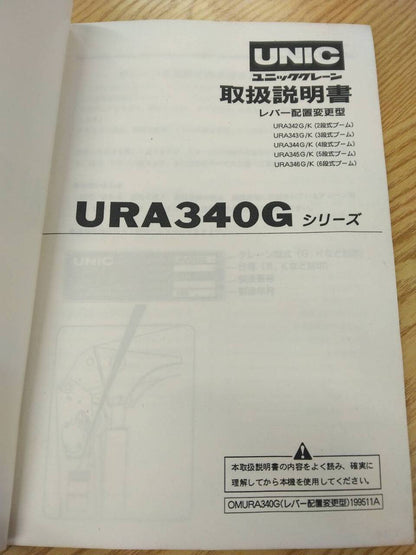 UNIC
ユニッククレーン
取扱説明書
レバー配置変更型
URA342G/K (2段式ブーム)
URA343G/K (3段式ブーム)
URA344G/K (4段式ブーム)
URA345G/K (5段式ブーム)
URA346G/K (6段式ブーム)
URA340G シリーズ
UNIC
本取扱説明書の内容をよく読み、確実に
理解してから本機を使用してください。
OMURA340G(レバー配置変更型)199511A